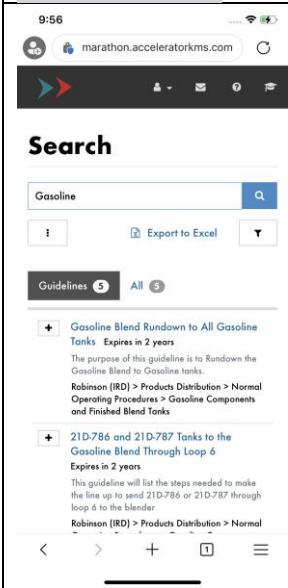 9:56
marathon.acceleratorkms.com
Search
Gasoline
Export to Excel
Guidelines 5
All 5
Gasoline Blend Rundown to All Gasoline
Tanks Expires in 2 years
The purpose of this guideline is to Rundown the
Gasoline Blend to Gasoline tanks.
Robinson (IRD) > Products Distribution > Normal
Operating Procedures > Gasoline Components
and Finished Blend Tanks
21D-786 and 21D-787 Tanks to the
Gasoline Blend Through Loop 6
Expires in 2 years
This guideline will list the steps needed to make
the line up to send 21D-786 or 21D-787 through
loop 6 to the blender
Robinson (IRD) > Products Distribution > Normal
1